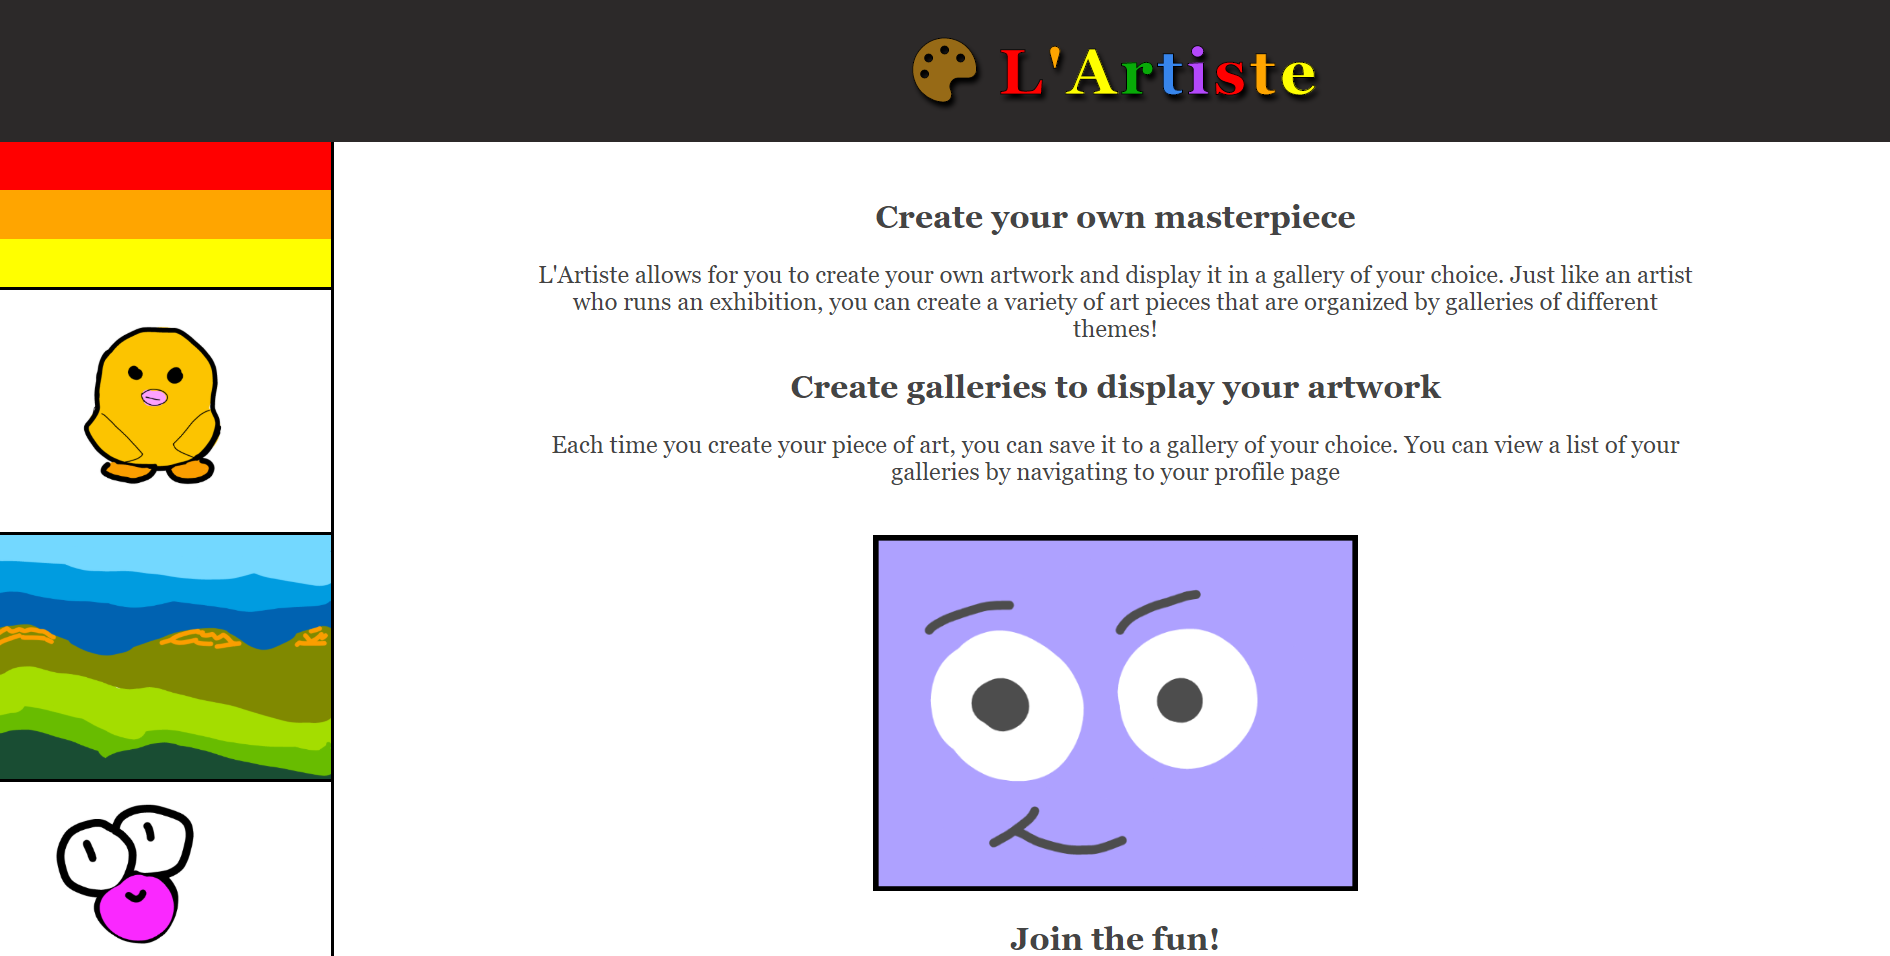 L'Artiste
Create your own masterpiece
L'Artiste allows for you to create your own artwork and display it in a gallery of your choice. Just like an artist
who runs an exhibition, you can create a variety of art pieces that are organized by galleries of different
themes!
Create galleries to display your artwork
Each time you create your piece of art, you can save it to a gallery of your choice. You can view a list of your
galleries by navigating to your profile page
Join the fun!